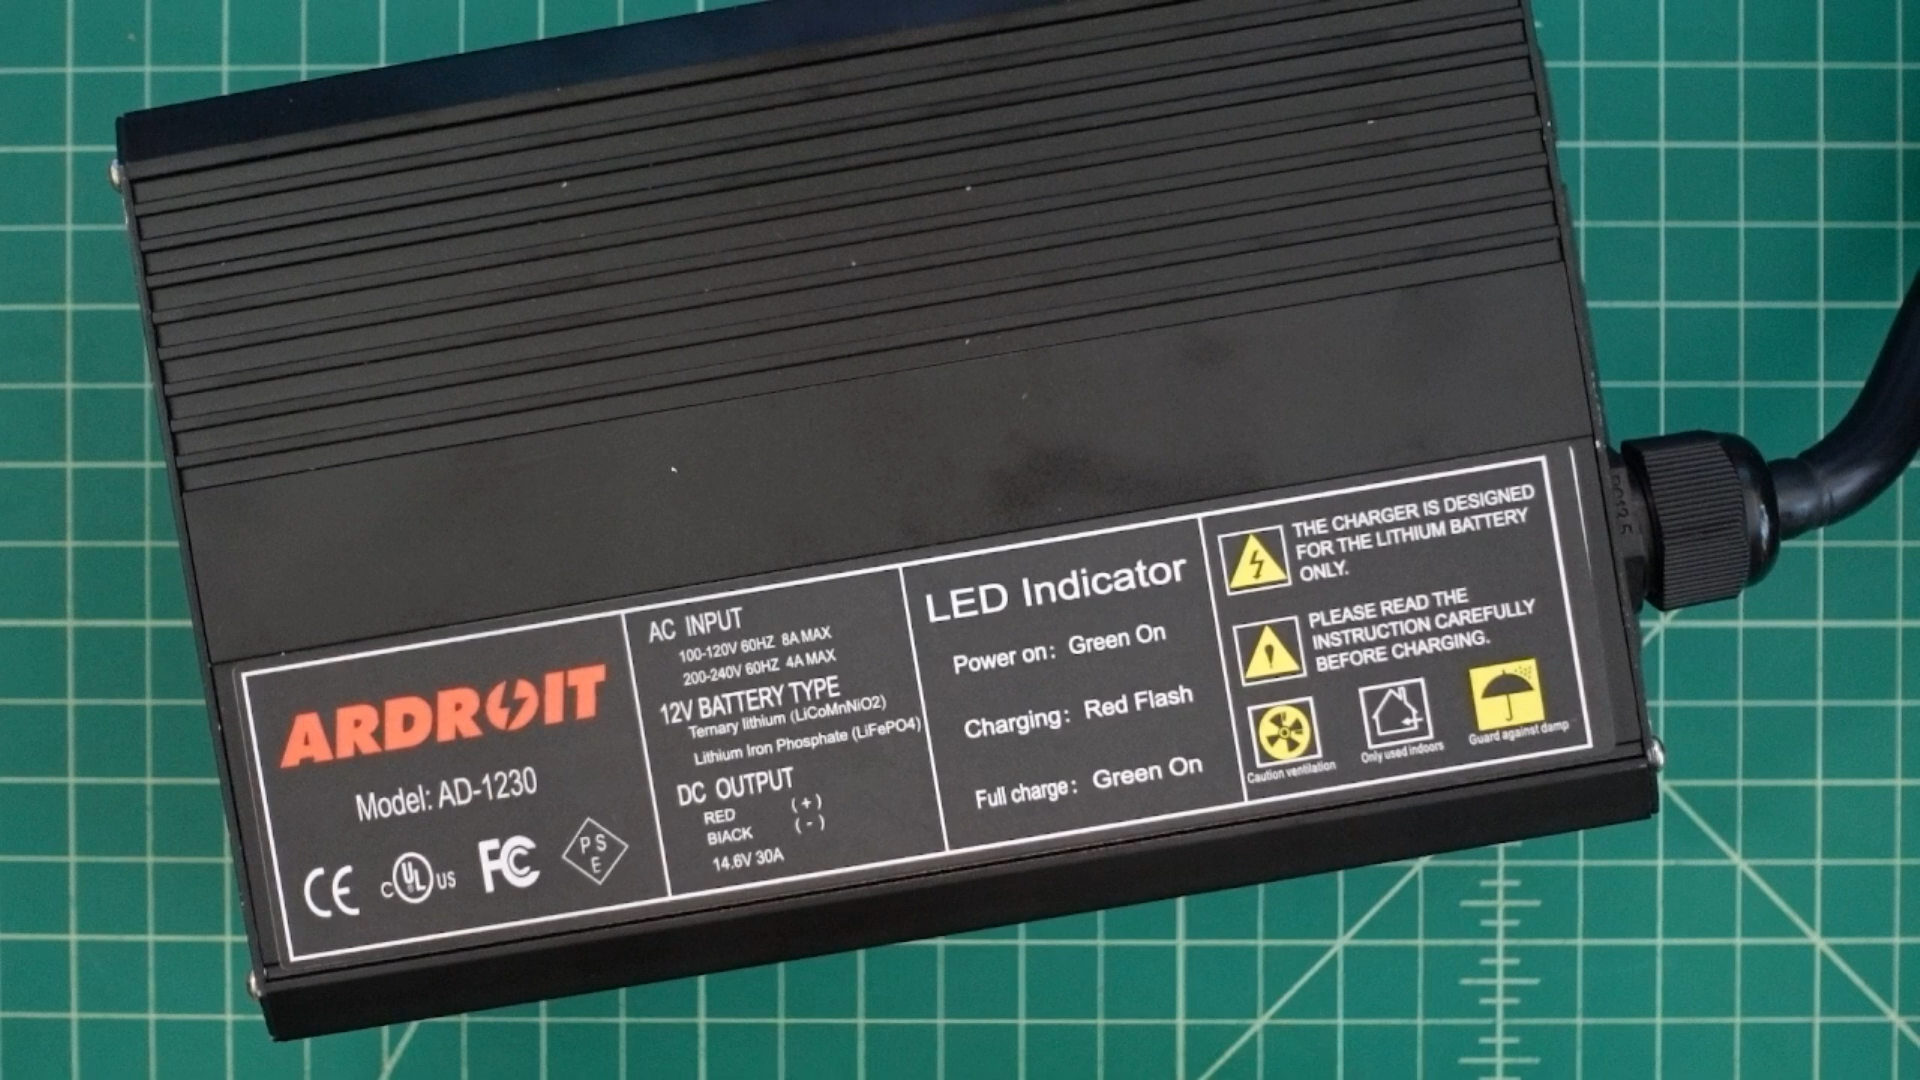 ARDROIT
Model: AD-1230
CE
C UL US
FC
PS
E
AC INPUT
100-120V 60HZ 8A MAX
200-240V 60HZ 4A MAX
12V BATTERY TYPE
Ternary lithium (LiCoMnNiO2)
Lithium Iron Phosphate (LiFePO4)
DC OUTPUT
RED (+)
BIACK (-)
14.6V 30A
LED Indicator
Power on: Green On
Charging: Red Flash
Full charge: Green On
THE CHARGER IS DESIGNED
FOR THE LITHIUM BATTERY
ONLY.
PLEASE READ THE
INSTRUCTION CAREFULLY
BEFORE CHARGING.
Caution ventilation
Only used indoors
Guard against damp